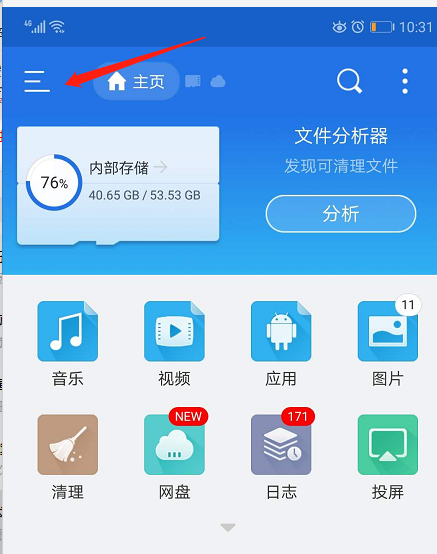 4G 10:31
主页
文件分析器
内部存储
发现可清理文件
76%
40.65 GB / 53.53 GB
分析
11
音乐 视频 应用 图片
NEW 171
清理 网盘 日志 投屏